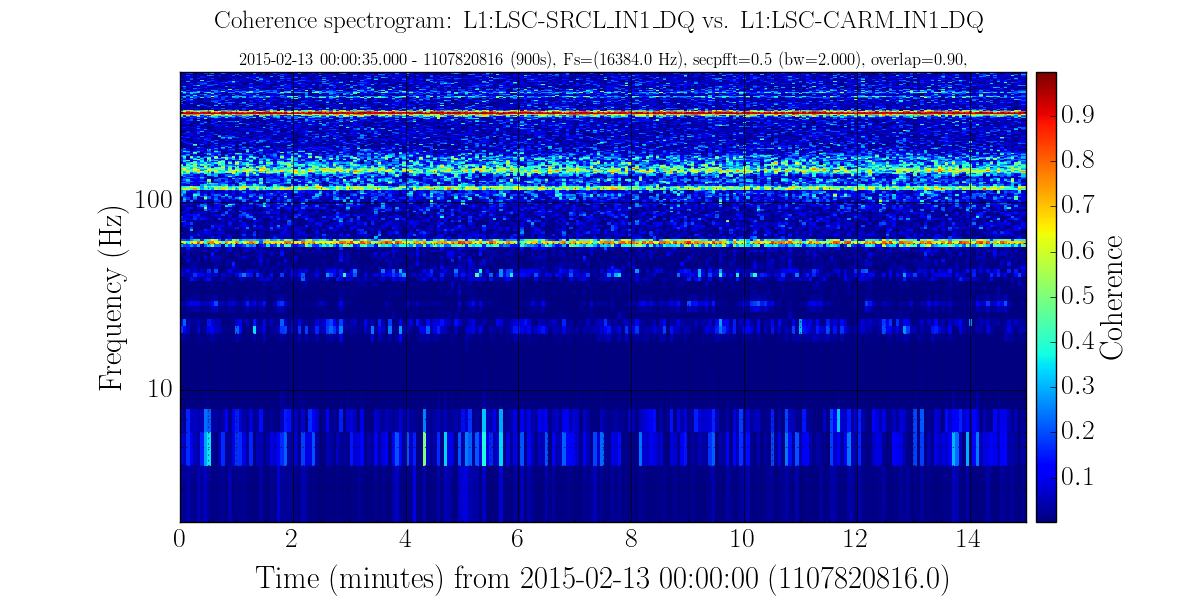 Coherence spectrogram: L1:LSC-SRCL_IN1_DQ vs. L1:LSC-CARM_IN1_DQ
2015-02-13 00:00:35.000 - 1107820816 (900s), Fs=(16384.0 Hz), secpfft=0.5 (bw=2.000), overlap=0.90,
Frequency (Hz)
100
10
0 2 4 6 8 10 12 14
Time (minutes) from 2015-02-13 00:00:00 (1107820816.0)
0.9
0.8
0.7
0.6
0.5
0.4
0.3
0.2
0.1
Coherence